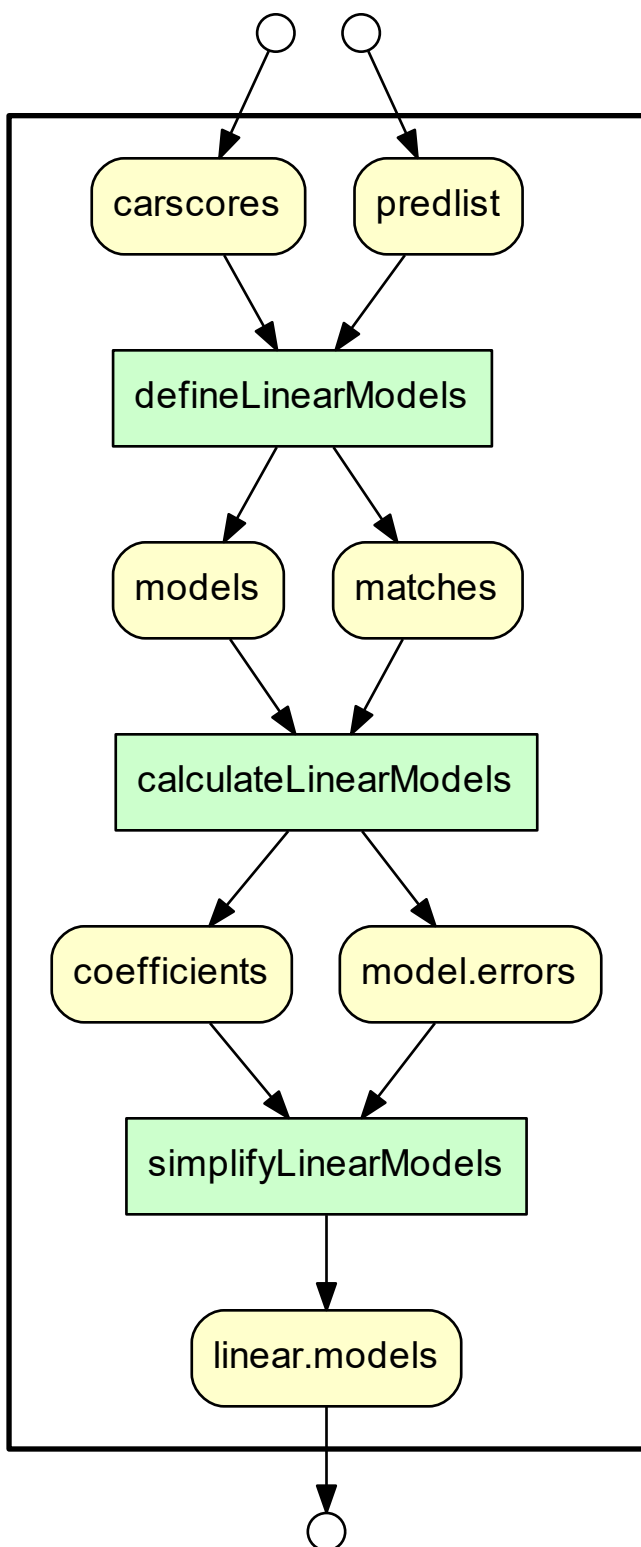 carscores
predlist
defineLinearModels
models
matches
calculateLinearModels
coefficients
model.errors
simplifyLinearModels
linear.models